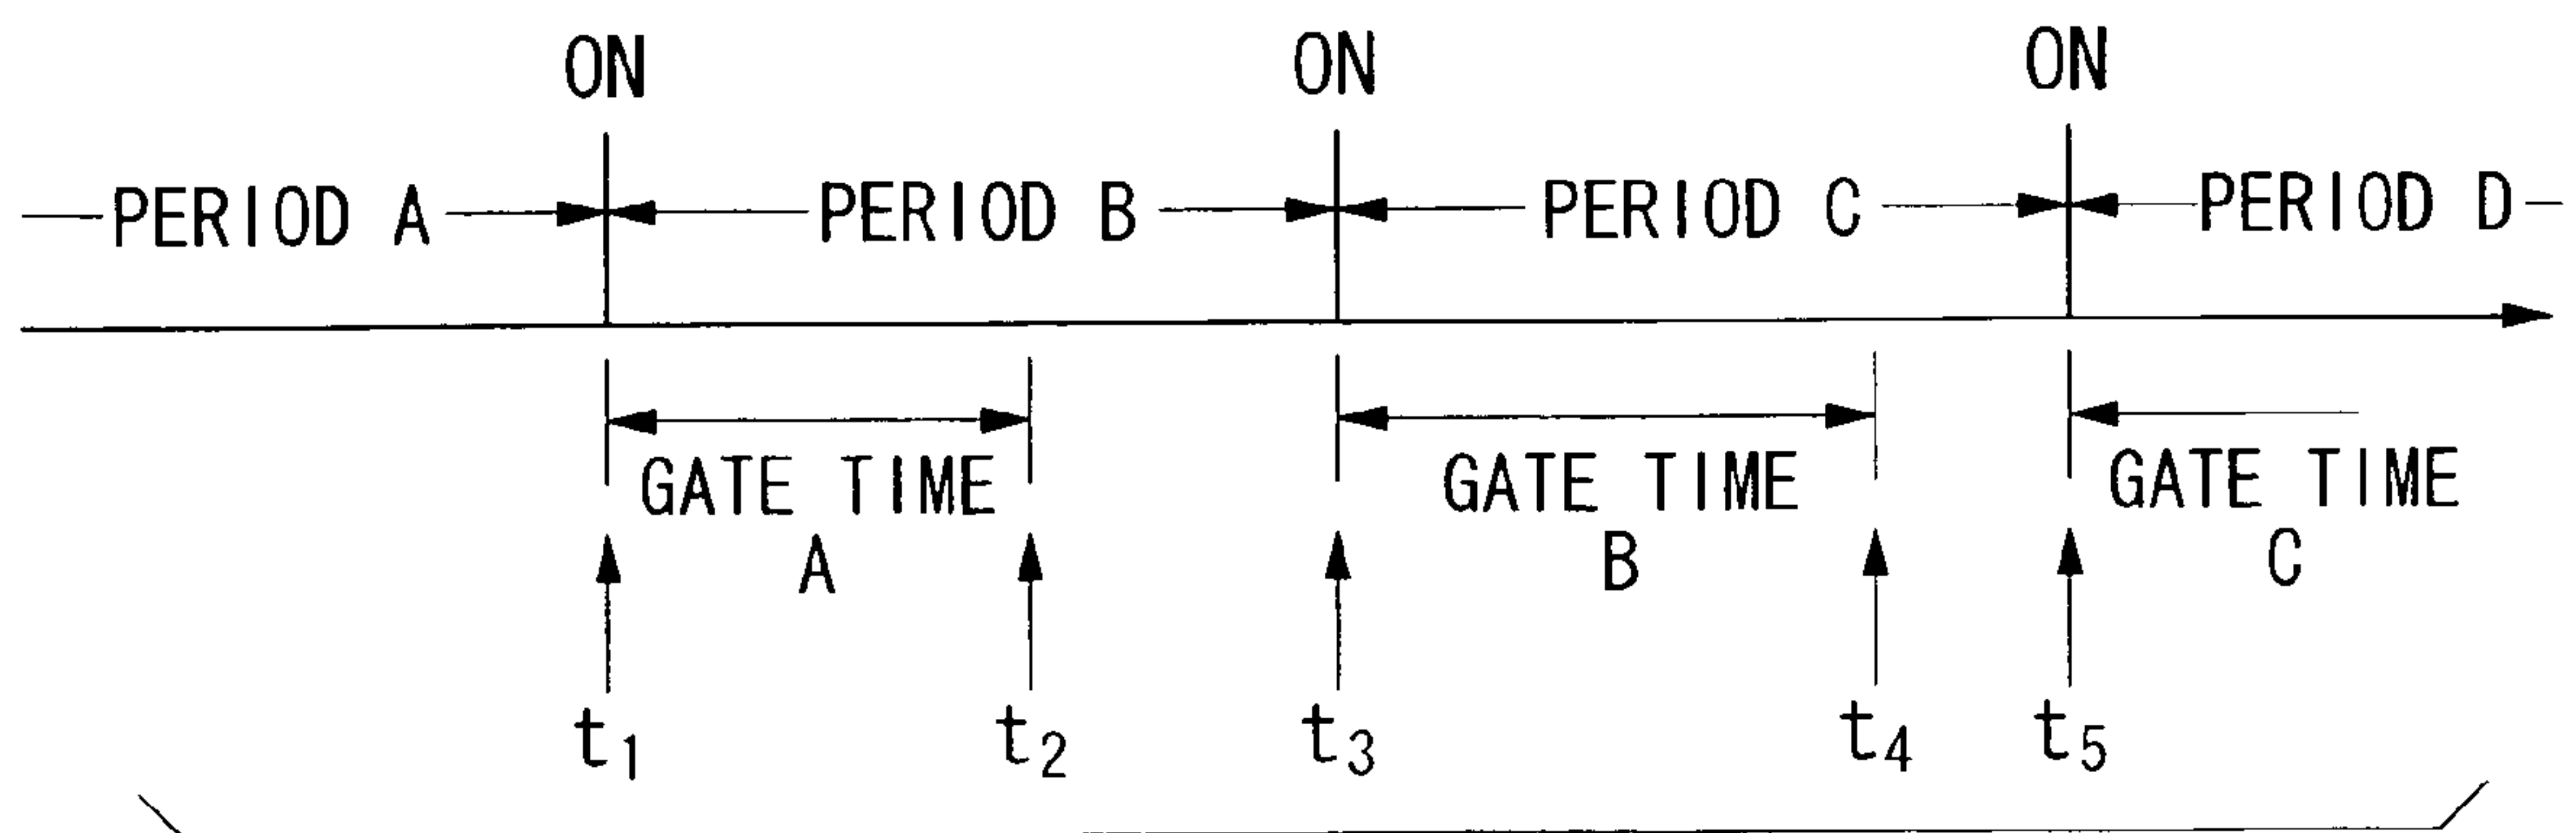 ON ON ON
PERIOD A PERIOD B PERIOD C PERIOD D
GATE TIME GATE TIME GATE TIME
A B C
t1 t2 t3 t4 t5